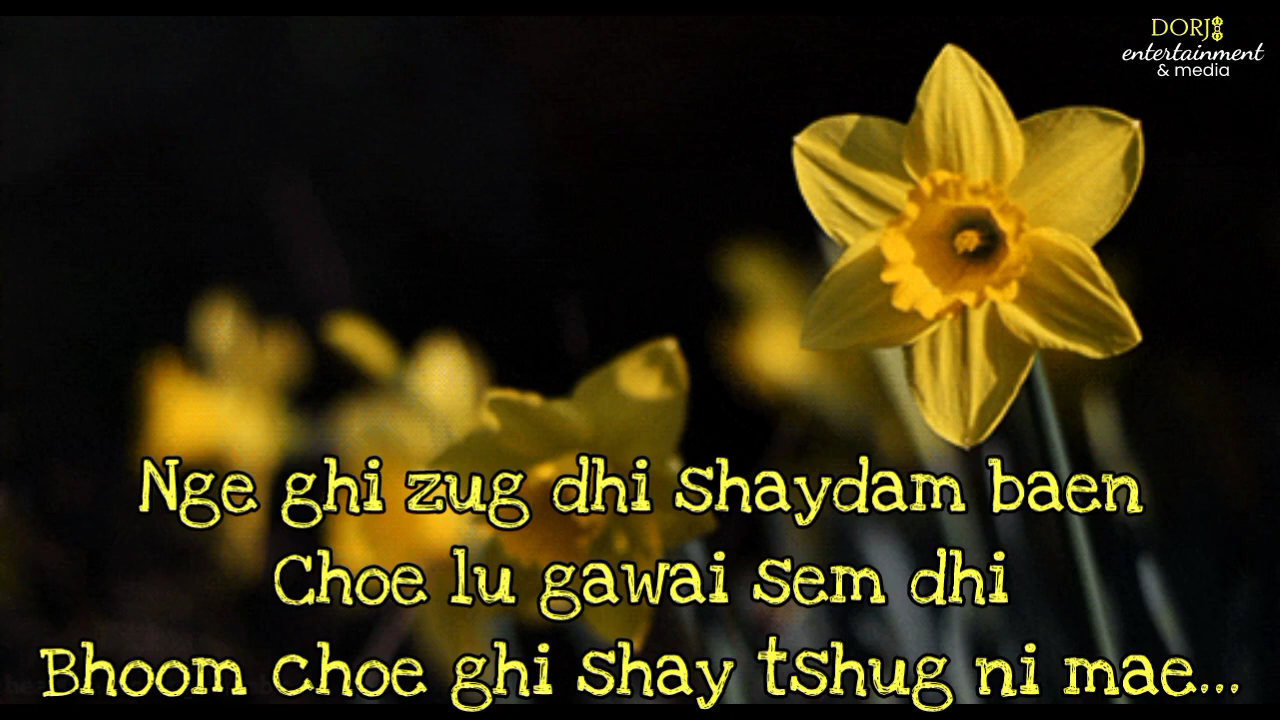 DORJI
entertainment
& media
Nge ghi zug dhi shaydam baen
Choe lu gawai sem dhi
Bhoom choe ghi shay tshug ni mae...